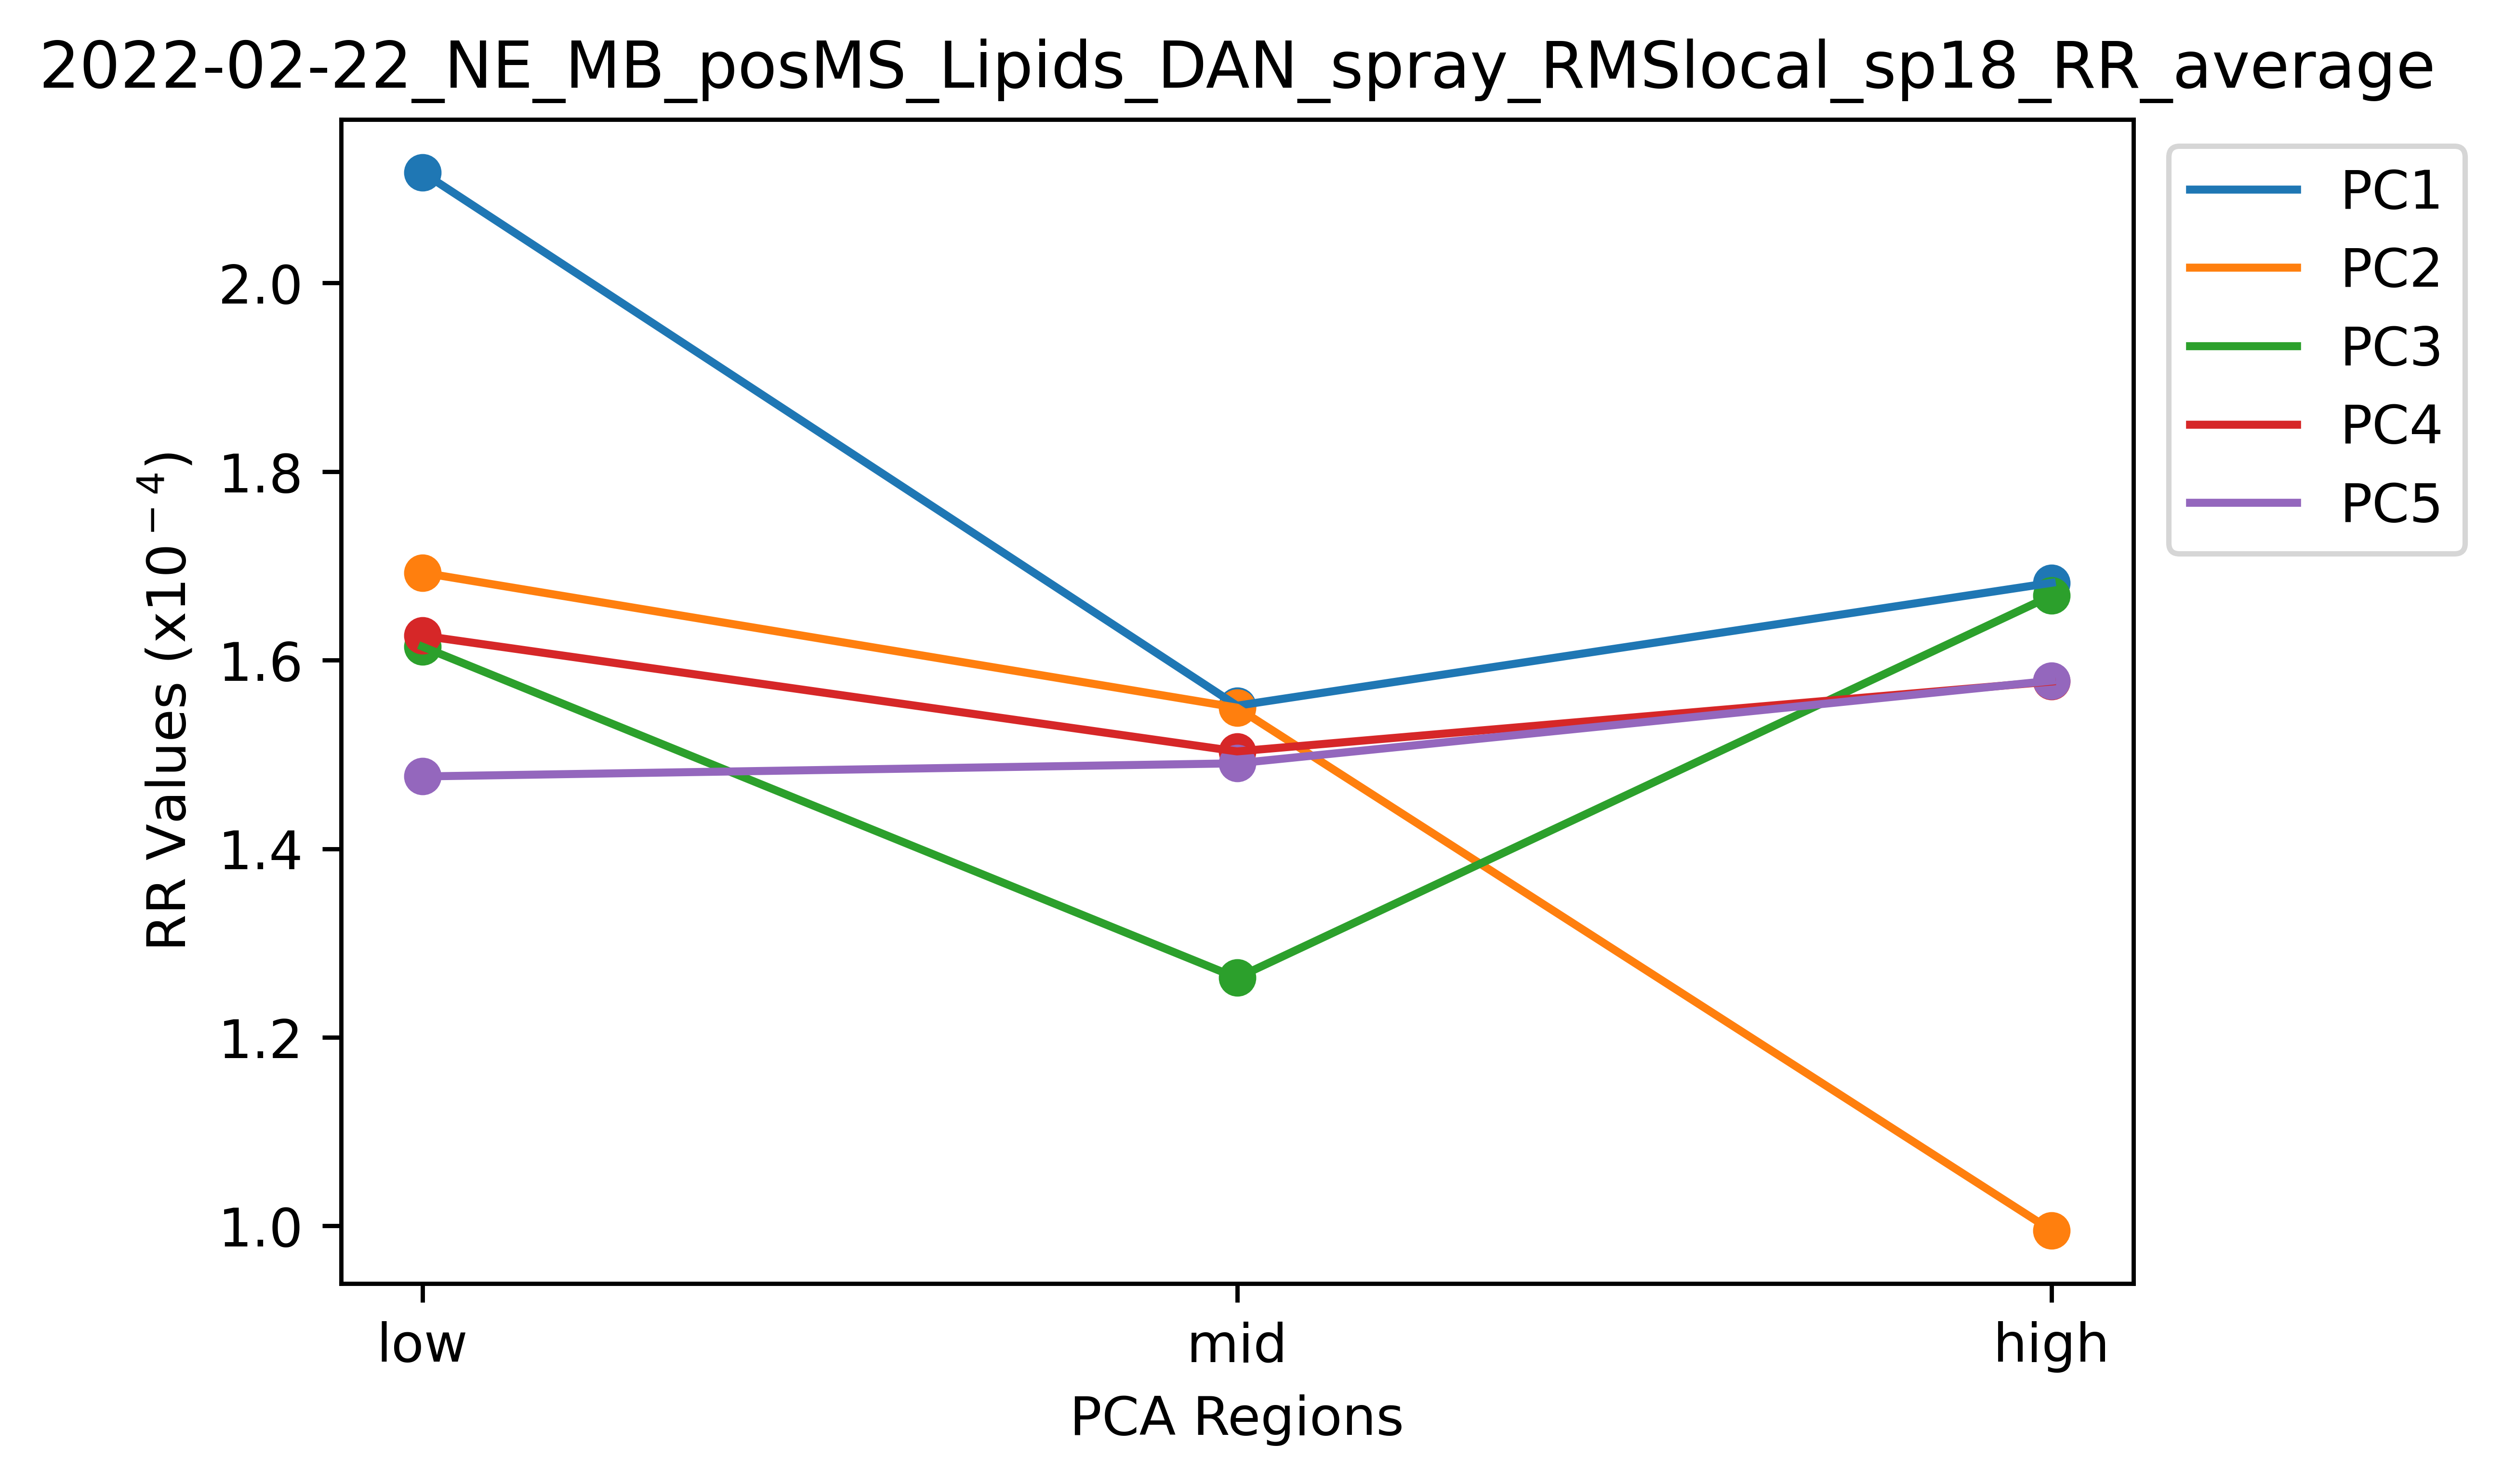 2022-02-22_NE_MB_posMS_Lipids_DAN_spray_RMSlocal_sp18_RR_average
PC1
PC2
PC3
PC4
PC5
RR Values (x10⁻⁴)
2.0
1.8
1.6
1.4
1.2
1.0
low mid high
PCA Regions